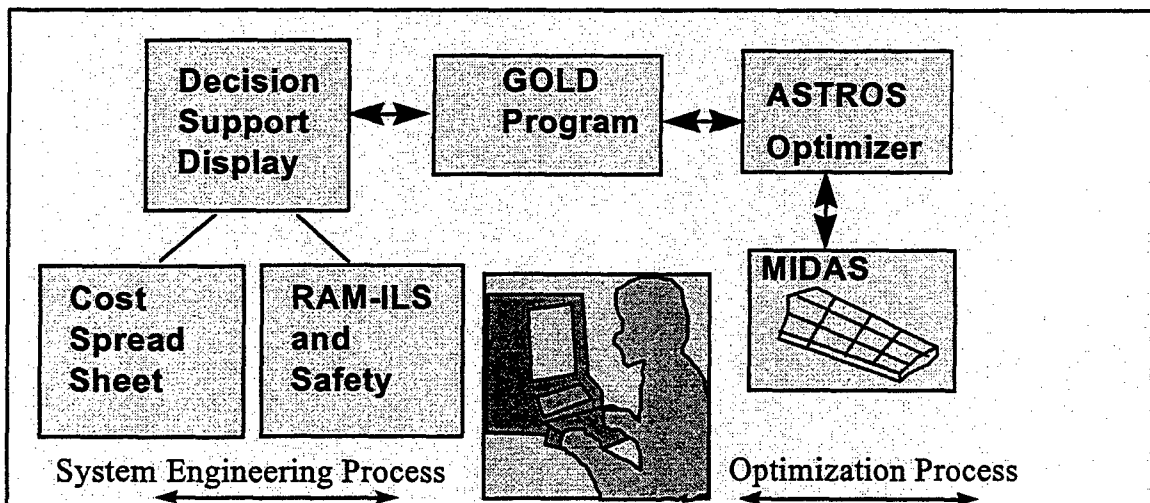 Decision
Support
Display
GOLD
Program
ASTROS
Optimizer
Cost
Spread
Sheet
RAM-ILS
and
Safety
MIDAS
System Engineering Process
Optimization Process